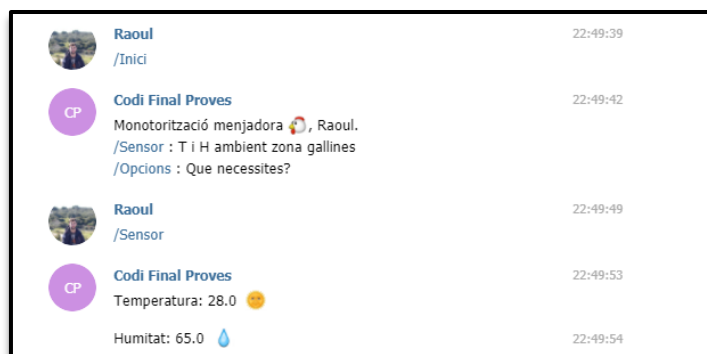 Raoul 22:49:39
/Inici
CP
Codi Final Proves 22:49:42
Monotorització menjadora 🐔, Raoul.
/Sensor : T i H ambient zona gallines
/Opcions : Que necessites?
Raoul 22:49:49
/Sensor
CP
Codi Final Proves 22:49:53
Temperatura: 28.0 🌞
Humitat: 65.0 💧 22:49:54